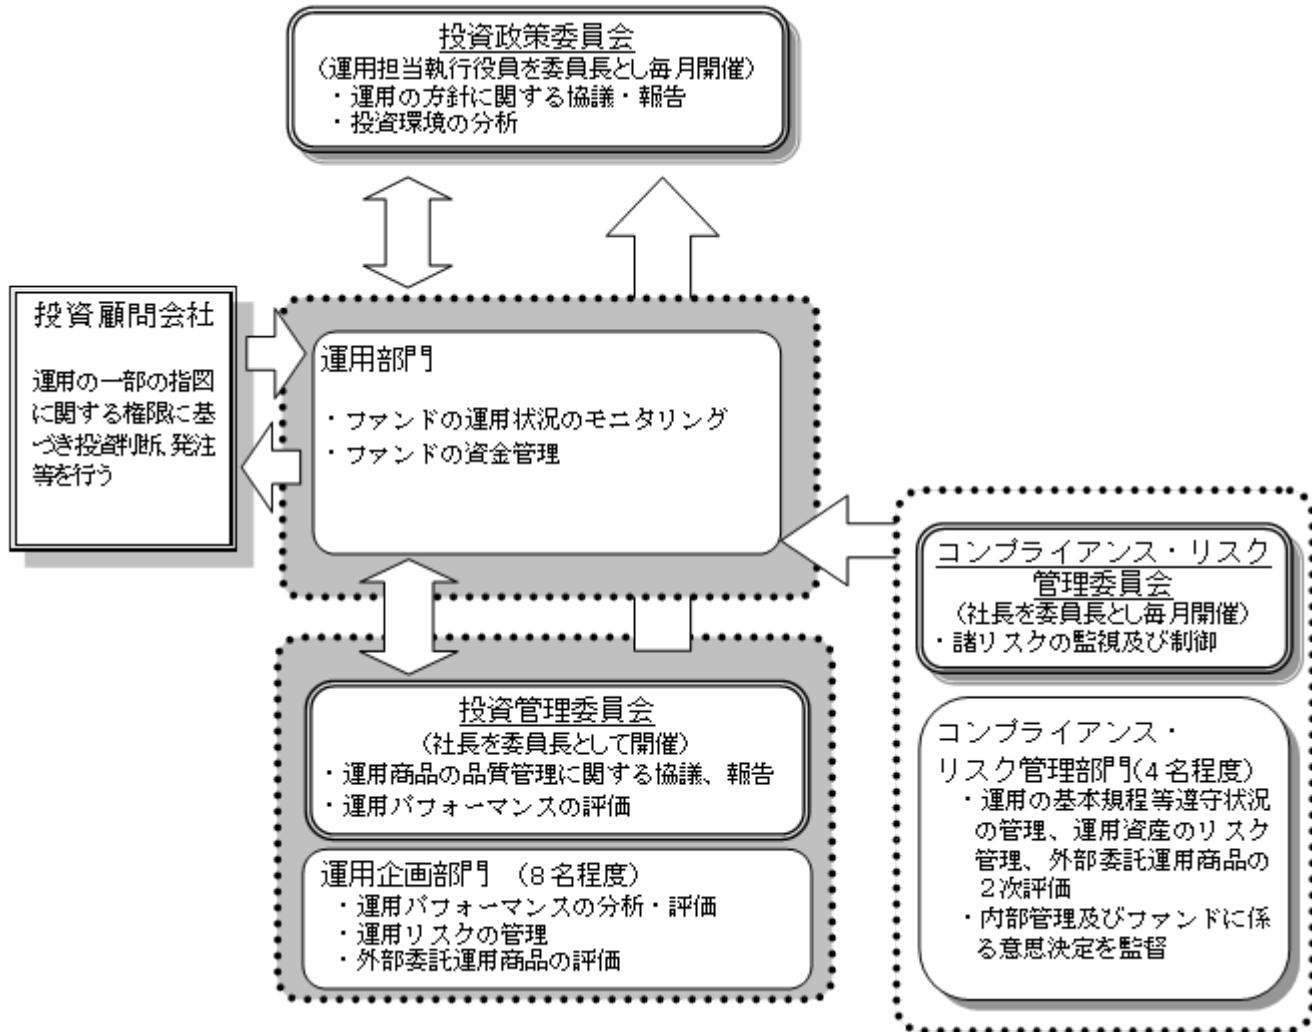 投資政策委員会
（運用担当執行役員を委員長とし毎月開催）
・運用の方針に関する協議・報告
・投資環境の分析
投資顧問会社
運用の一部の指図
に関する権限に基
づき投資判断、発注
等を行う
運用部門
・ファンドの運用状況のモニタリング
・ファンドの資金管理
コンプライアンス・リスク
管理委員会
（社長を委員長とし毎月開催）
・諸リスクの監視及び制御
コンプライアンス・
リスク管理部門（4名程度）
・運用の基本規程等遵守状況
の管理、運用資産のリスク
管理、外部委託運用商品の
２次評価
・内部管理及びファンドに係
る意思決定を監督
投資管理委員会
（社長を委員長として開催）
・運用商品の品質管理に関する協議、報告
・運用パフォーマンスの評価
運用企画部門　（8名程度）
・運用パフォーマンスの分析・評価
・運用リスクの管理
・外部委託運用商品の評価